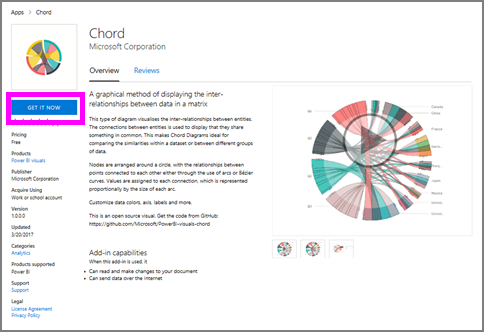 Apps > Chord
Chord
Microsoft Corporation
Overview Reviews
GET IT NOW
Pricing
Free
Products
Power BI visuals
Publisher
Microsoft Corporation
Acquire Using
Work or school account
Version
1.0.0.0
Updated
3/20/2017
Categories
Analytics
Products supported
Power BI
Support
Support
Legal
License Agreement
Privacy Policy
A graphical method of displaying the inter-
relationships between data in a matrix
This type of diagram visualizes the inter-relationships between entities.
The connections between entities is used to display that they share
something in common. This makes Chord Diagrams ideal for
comparing the similarities within a dataset or between different groups
of data.
Nodes are arranged around a circle, with the relationships between
points connected to each other either through the use of arcs or Bézier
curves. Values are assigned to each connection, which is represented
proportionally by the size of each arc.
Customize data colors, axis, labels and more.
This is an open source visual. Get the code from GitHub:
https://github.com/Microsoft/PowerBI-visuals-chord
Add-in capabilities
When this add-in is used, it
Can read and make changes to your document
Can send data over the internet
Canada
China
France